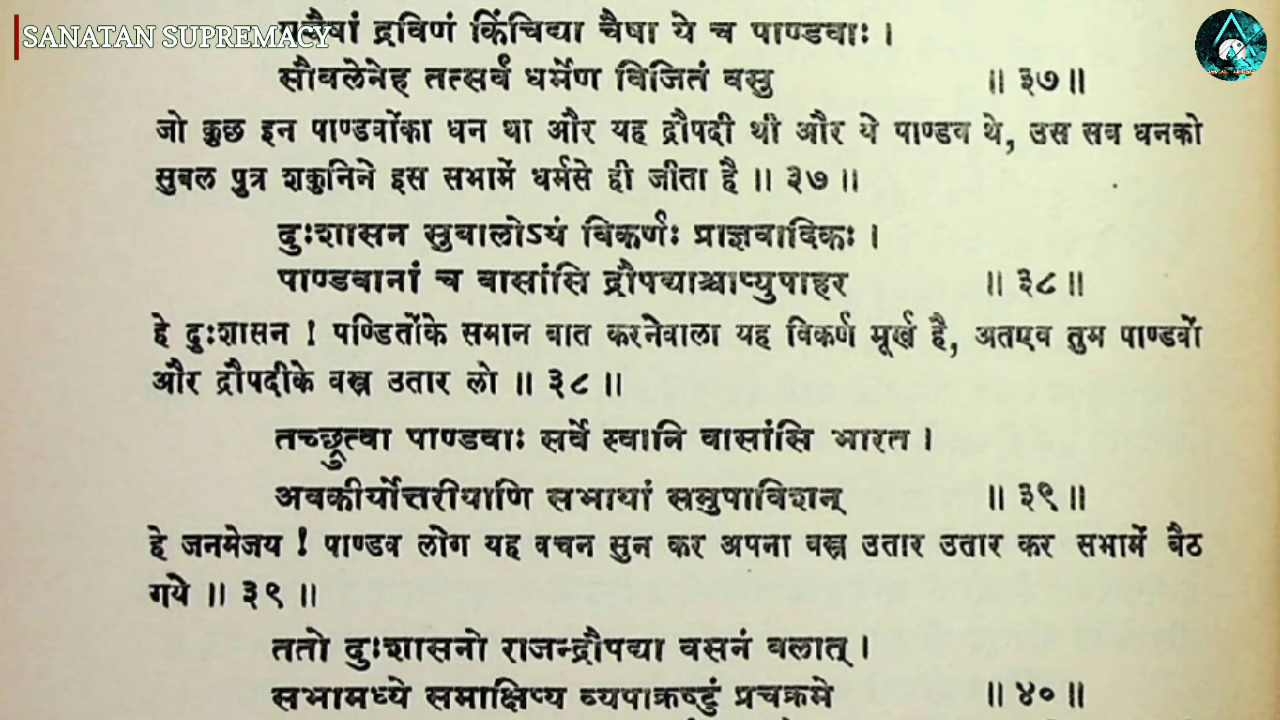 SANATAN SUPREMACY
द्रविणं किंचिद्या चैषा ये च पाण्डवाः ।
सौबलेनेह तत्सर्वं धर्मेण विजितं वसु ॥ ३७ ॥
जो कुछ इन पाण्डवोंका धन था और यह द्रौपदी थी और ये पाण्डव थे, उस सब धनको
सुबल पुत्र शकुनिने इस सभामें धर्मसे ही जीता है ॥ ३७ ॥
दुःशासन सुबालोऽयं विकर्णः प्राज्ञवादिकः ।
पाण्डवानां च वासांसि द्रौपद्याश्चाप्युपाहर ॥ ३८ ॥
हे दुःशासन ! पण्डितोंके समान बात करनेवाला यह विकर्ण मूर्ख है, अतएव तुम पाण्डवों
और द्रौपदीके वस्त्र उतार लो ॥ ३८ ॥
तच्छ्रुत्वा पाण्डवाः सर्वे स्वानि वासांसि भारत ।
अवकीर्योत्तरीयाणि सभायां समुपाविशन् ॥ ३९ ॥
हे जनमेजय ! पाण्डव लोग यह वचन सुन कर अपना वस्त्र उतार उतार कर सभामें बैठ
गये ॥ ३९ ॥
ततो दुःशासनो राजन्द्रौपद्या वसनं बलात् ।
सभामध्ये समाक्षिप्य व्यपाक्रष्टुं प्रचक्रमे ॥ ४० ॥